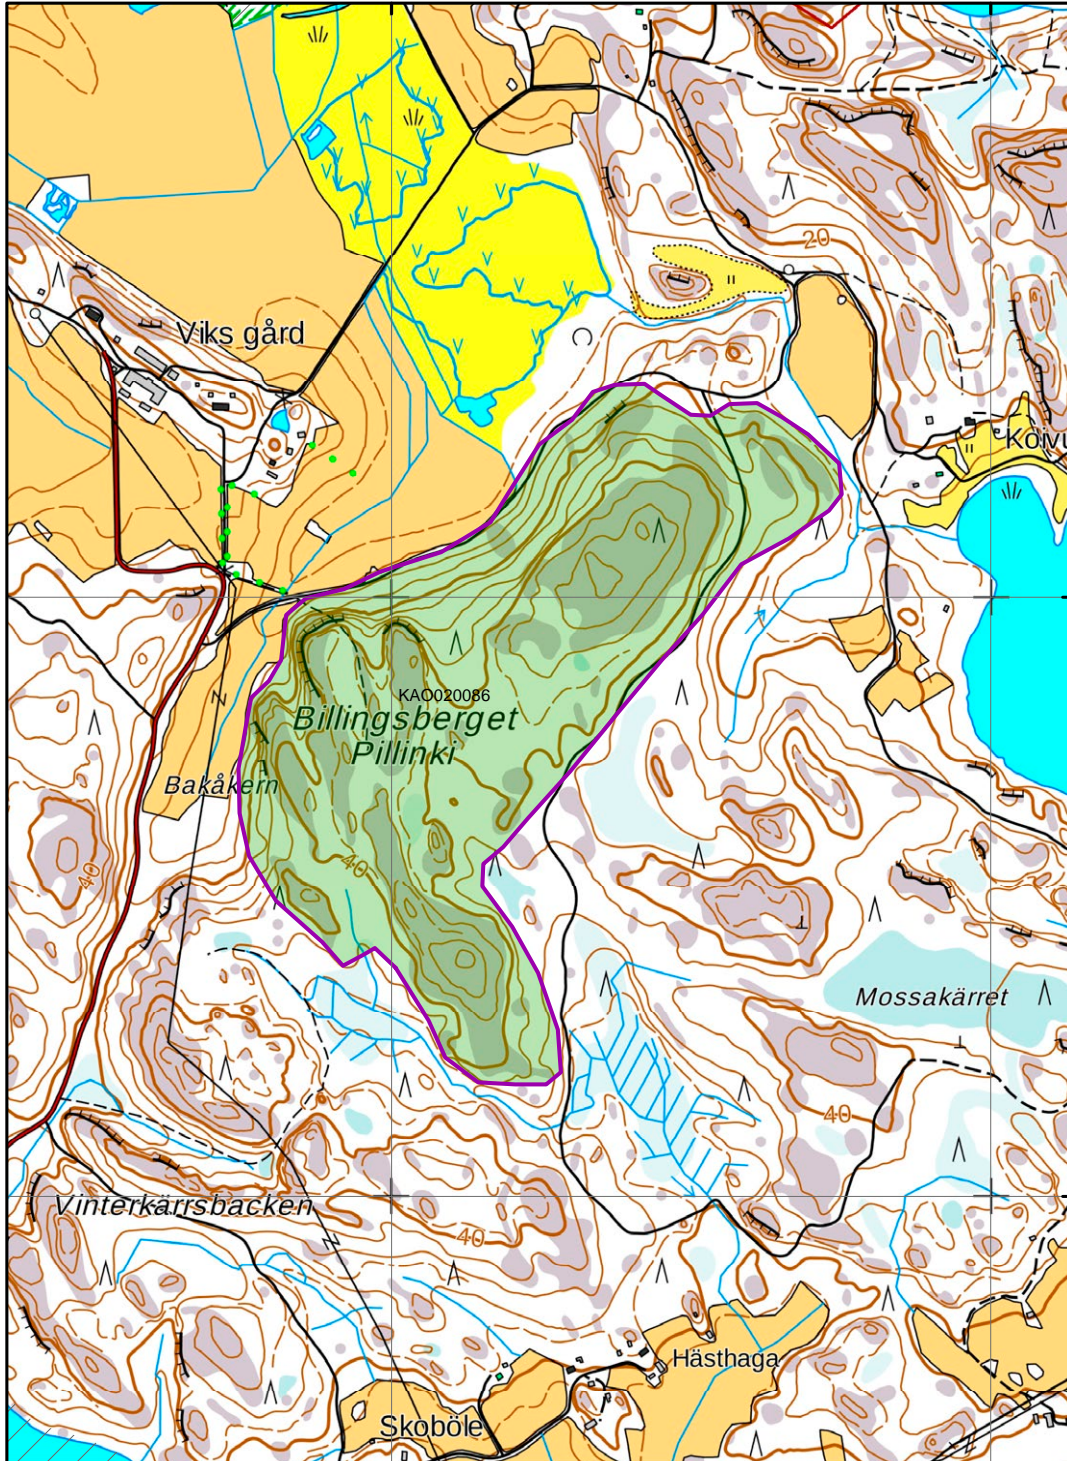 20
Viks gård
Koivu
KAO020086
Billingsberget
Pillinki
Bakåkern
40
40
Mossakärret
40
Vinterkärrsbacken
40
Hästhaga
Skoböle